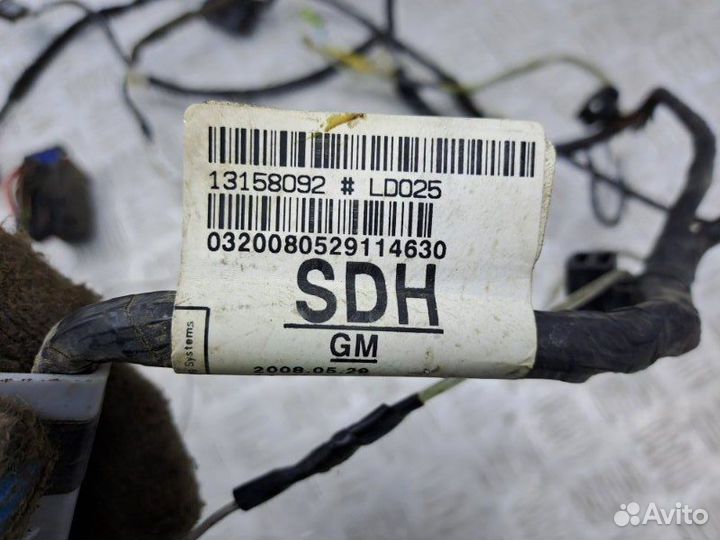 13158092 # LD025
0320080529114630
SDH
GM
Systems
2008.05.29
Avito